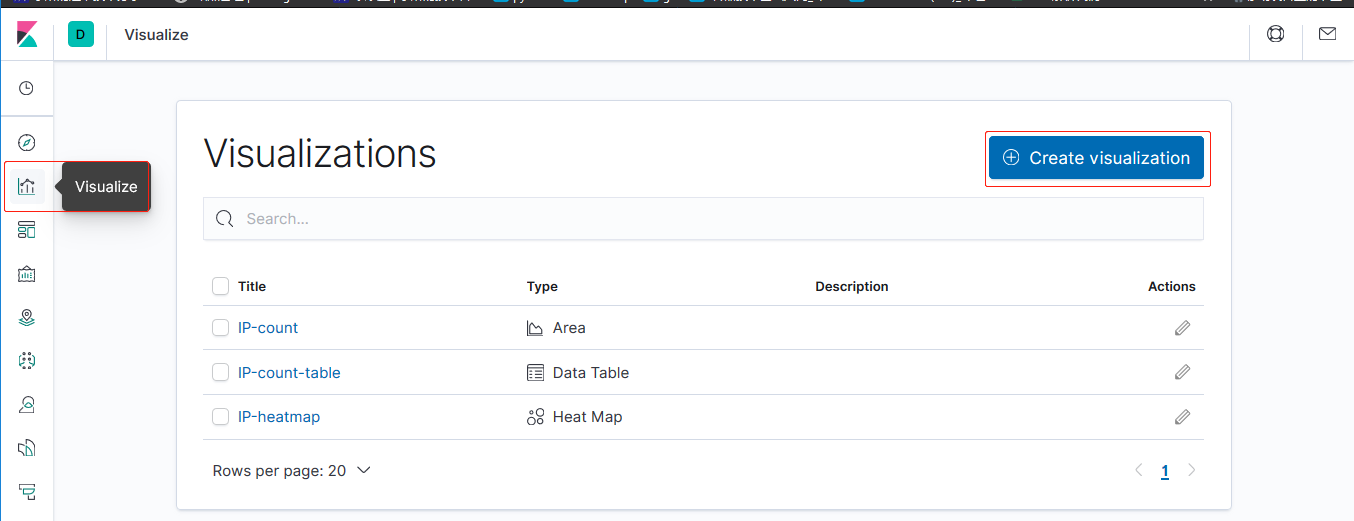 D Visualize
Visualize
Visualizations
Create visualization
Search...
Title Type Description Actions
IP-count Area
IP-count-table Data Table
IP-heatmap Heat Map
Rows per page: 20
1